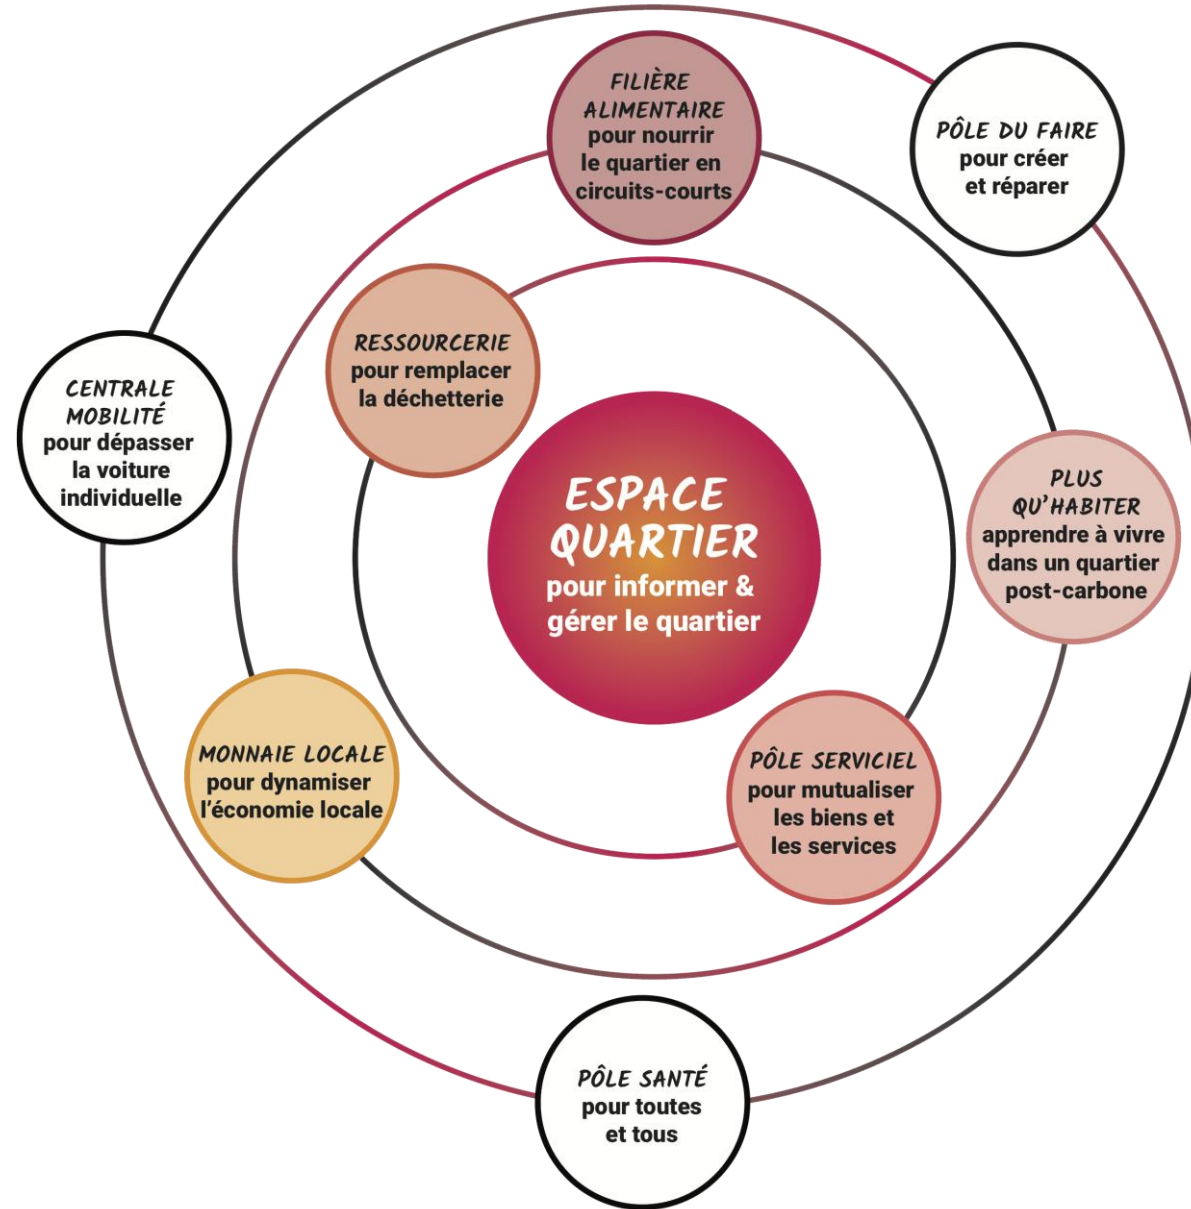 FILIÈRE
ALIMENTAIRE
pour nourrir
le quartier en
circuits-courts
PÔLE DU FAIRE
pour créer
et réparer
RESSOURCERIE
pour remplacer
la déchetterie
CENTRALE
MOBILITÉ
pour dépasser
la voiture
individuelle
ESPACE
QUARTIER
pour informer &
gérer le quartier
PLUS
QU'HABITER
apprendre à vivre
dans un quartier
post-carbone
MONNAIE LOCALE
pour dynamiser
l'économie locale
PÔLE SERVICIEL
pour mutualiser
les biens et
les services
PÔLE SANTÉ
pour toutes
et tous